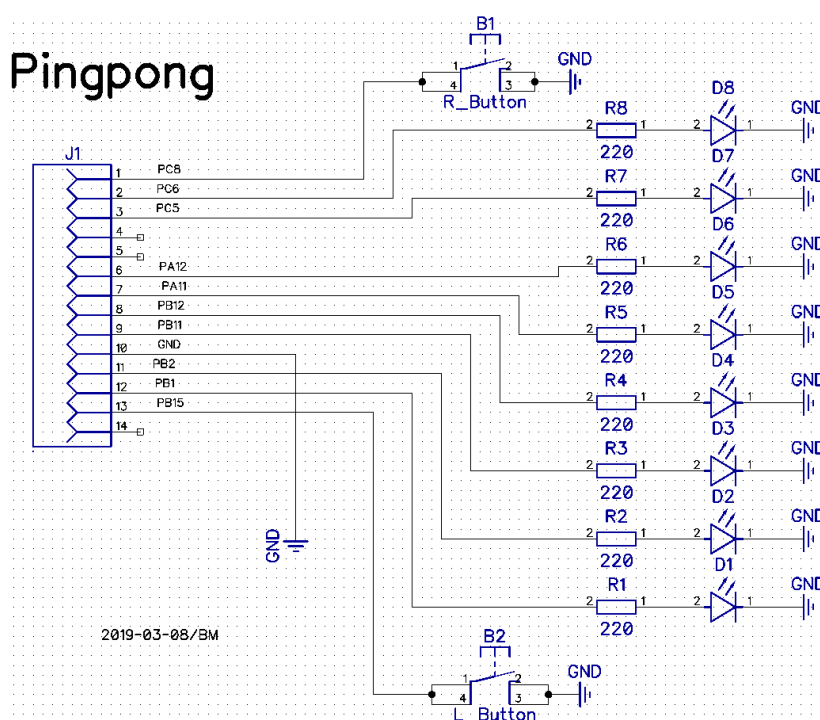 Pingpong
B1
1 2
4 3
R_Button
GND
J1
1 PC8
2 PC6
3 PC5
4
5
6 PA12
7 PA11
8 PB12
9 PB11
10 GND
11 PB2
12 PB1
13 PB15
14
GND
R8 D8 GND
2 1 2 1
220
R7 D7 GND
2 1 2 1
220
R6 D6 GND
2 1 2 1
220
R5 D5 GND
2 1 2 1
220
R4 D4 GND
2 1 2 1
220
R3 D3 GND
2 1 2 1
220
R2 D2 GND
2 1 2 1
220
R1 D1 GND
2 1 2 1
220
2019-03-08/BM
B2
1 2
4 3
L_Button
GND